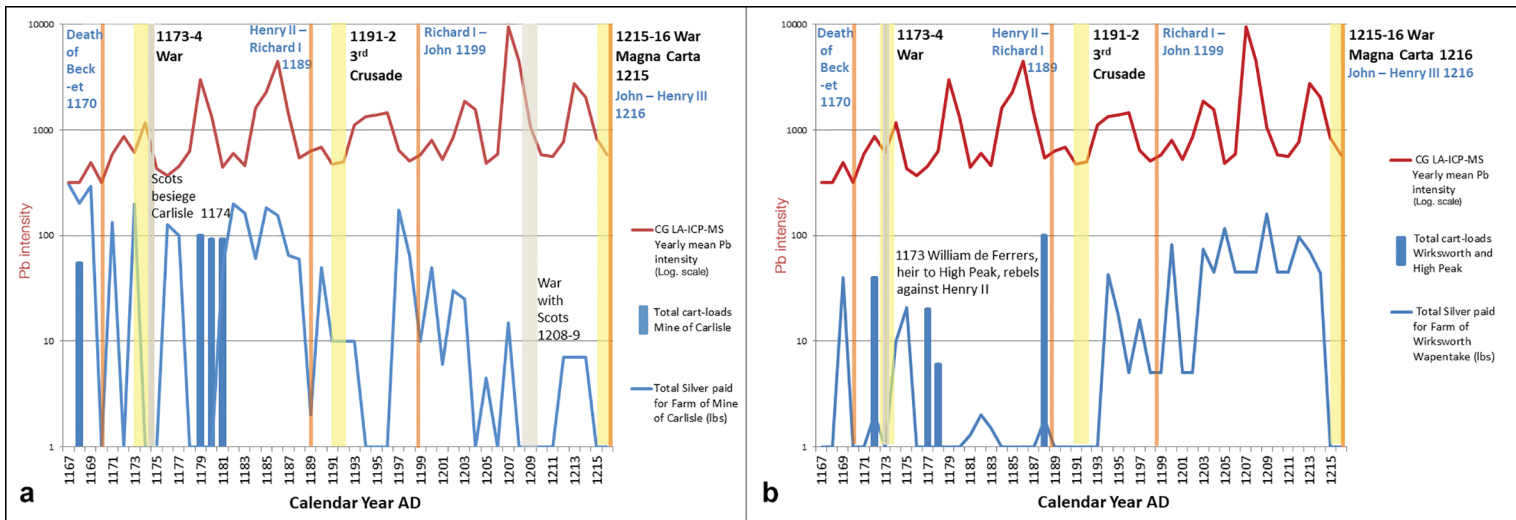 10000
1000
100
10
1
Pb intensity
Death
of
Beck
-et
1170
1173-4
War
Henry II –
Richard I
1189
1191-2
3rd
Crusade
Richard I –
John 1199
1215-16 War
Magna Carta
1215
John – Henry III
1216
Scots
besiege
Carlisle 1174
War
with
Scots
1208-9
CG LA-ICP-MS
Yearly mean Pb
intensity
(Log. scale)
Total cart-loads
Mine of Carlisle
Total Silver paid
for Farm of Mine
of Carlisle (lbs)
1167
1169
1171
1173
1175
1177
1179
1181
1183
1185
1187
1189
1191
1193
1195
1197
1199
1201
1203
1205
1207
1209
1211
1213
1215
Calendar Year AD
a
10000
1000
100
10
1
Pb intensity
Death
of
Beck
-et
1170
1173-4
War
Henry II –
Richard I
1189
1191-2
3rd
Crusade
Richard I –
John 1199
1215-16 War
Magna Carta 1216
John – Henry III 1216
1173 William de Ferrers,
heir to High Peak, rebels
against Henry II
CG LA-ICP-MS
Yearly mean Pb
intensity
(Log. scale)
Total cart-loads
Wirksworth and
High Peak
Total Silver paid
for Farm of
Wirksworth
Wapentake (lbs)
1167
1169
1171
1173
1175
1177
1179
1181
1183
1185
1187
1189
1191
1193
1195
1197
1199
1201
1203
1205
1207
1209
1211
1213
1215
Calendar Year AD
b